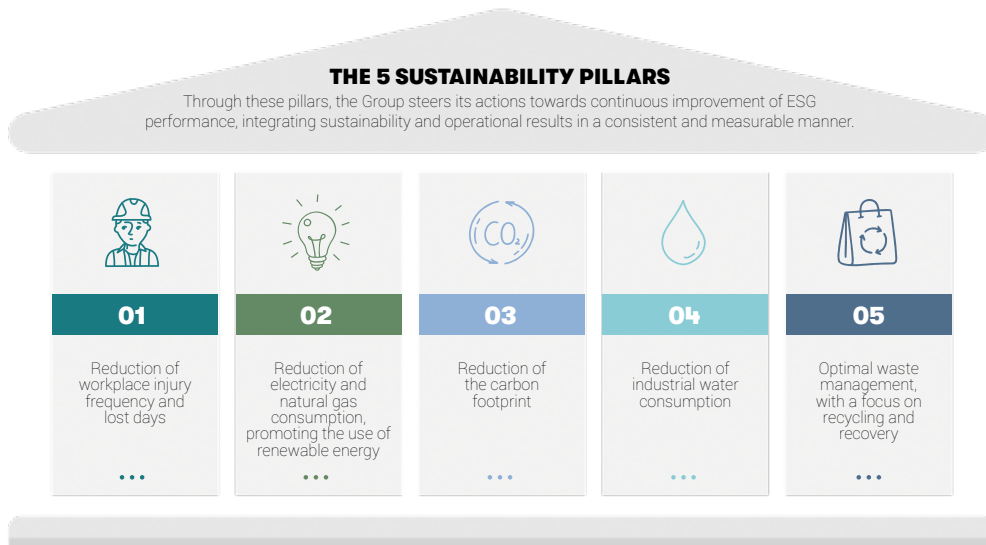 THE 5 SUSTAINABILITY PILLARS
Through these pillars, the Group steers its actions towards continuous improvement of ESG
performance, integrating sustainability and operational results in a consistent and measurable manner.
01
Reduction of
workplace injury
frequency and
lost days
02
Reduction of
electricity and
natural gas
consumption,
promoting the use of
renewable energy
CO₂
03
Reduction of
the carbon
footprint
04
Reduction of
industrial water
consumption
05
Optimal waste
management,
with a focus on
recycling and
recovery